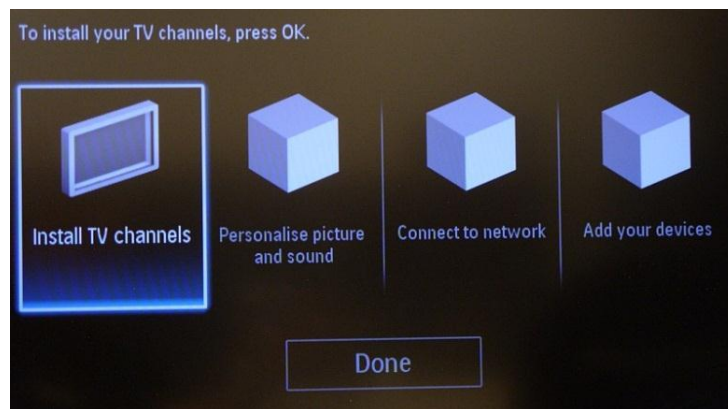 To install your TV channels, press OK.
Install TV channels
Personalise picture
and sound
Connect to network
Add your devices
Done